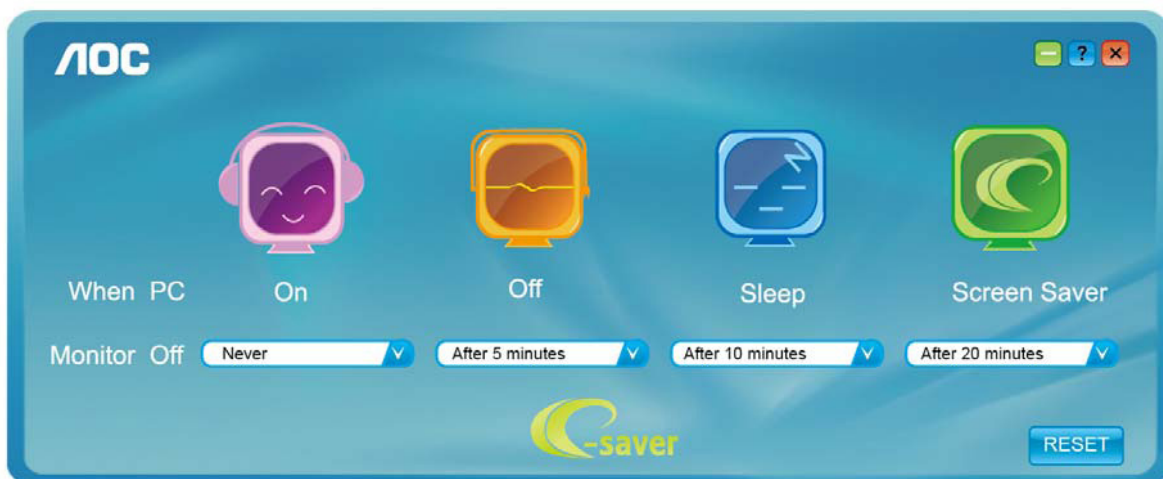 AOC
?
When PC On Off Sleep Screen Saver
Monitor Off Never After 5 minutes After 10 minutes After 20 minutes
e-saver
RESET